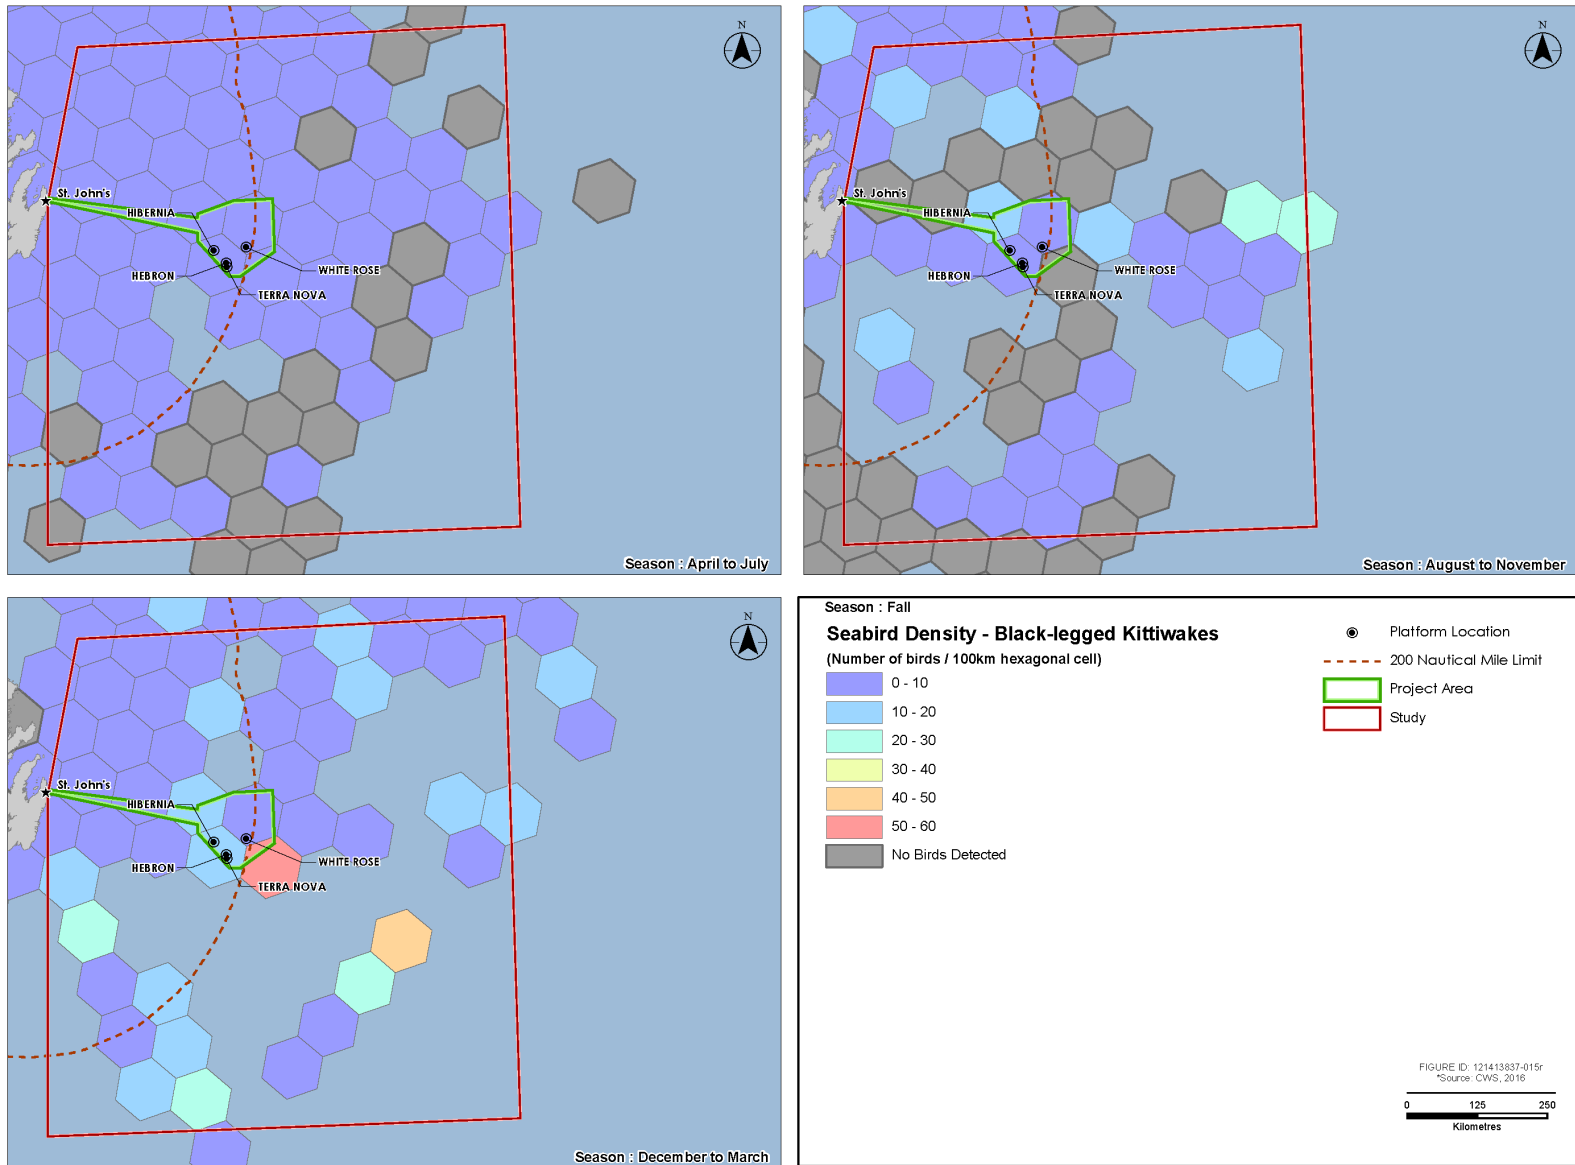 N
St. John's
HIBERNIA
HEBRON
WHITE ROSE
TERRA NOVA
Season : April to July
N
St. John's
HIBERNIA
HEBRON
WHITE ROSE
TERRA NOVA
Season : August to November
N
St. John's
HIBERNIA
HEBRON
WHITE ROSE
TERRA NOVA
Season : December to March
Season : Fall
Seabird Density - Black-legged Kittiwakes
(Number of birds / 100km hexagonal cell)
0 - 10
10 - 20
20 - 30
30 - 40
40 - 50
50 - 60
No Birds Detected
Platform Location
200 Nautical Mile Limit
Project Area
Study
FIGURE ID: 121413837-015r
*Source: CWS, 2016
0 125 250
Kilometres